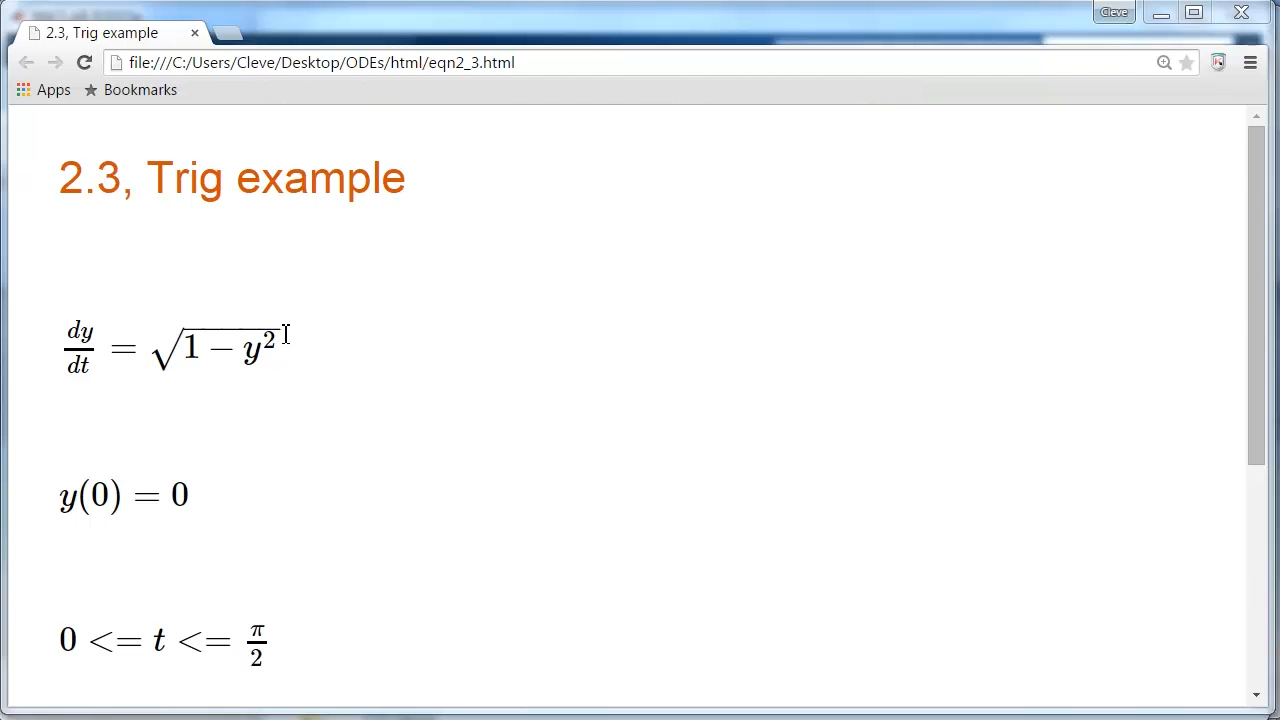 Cleve
2.3, Trig example
file:///C:/Users/Cleve/Desktop/ODEs/html/eqn2_3.html
Apps Bookmarks
2.3, Trig example
dy/dt = √(1 − y²)
y(0) = 0
0 <= t <= π/2